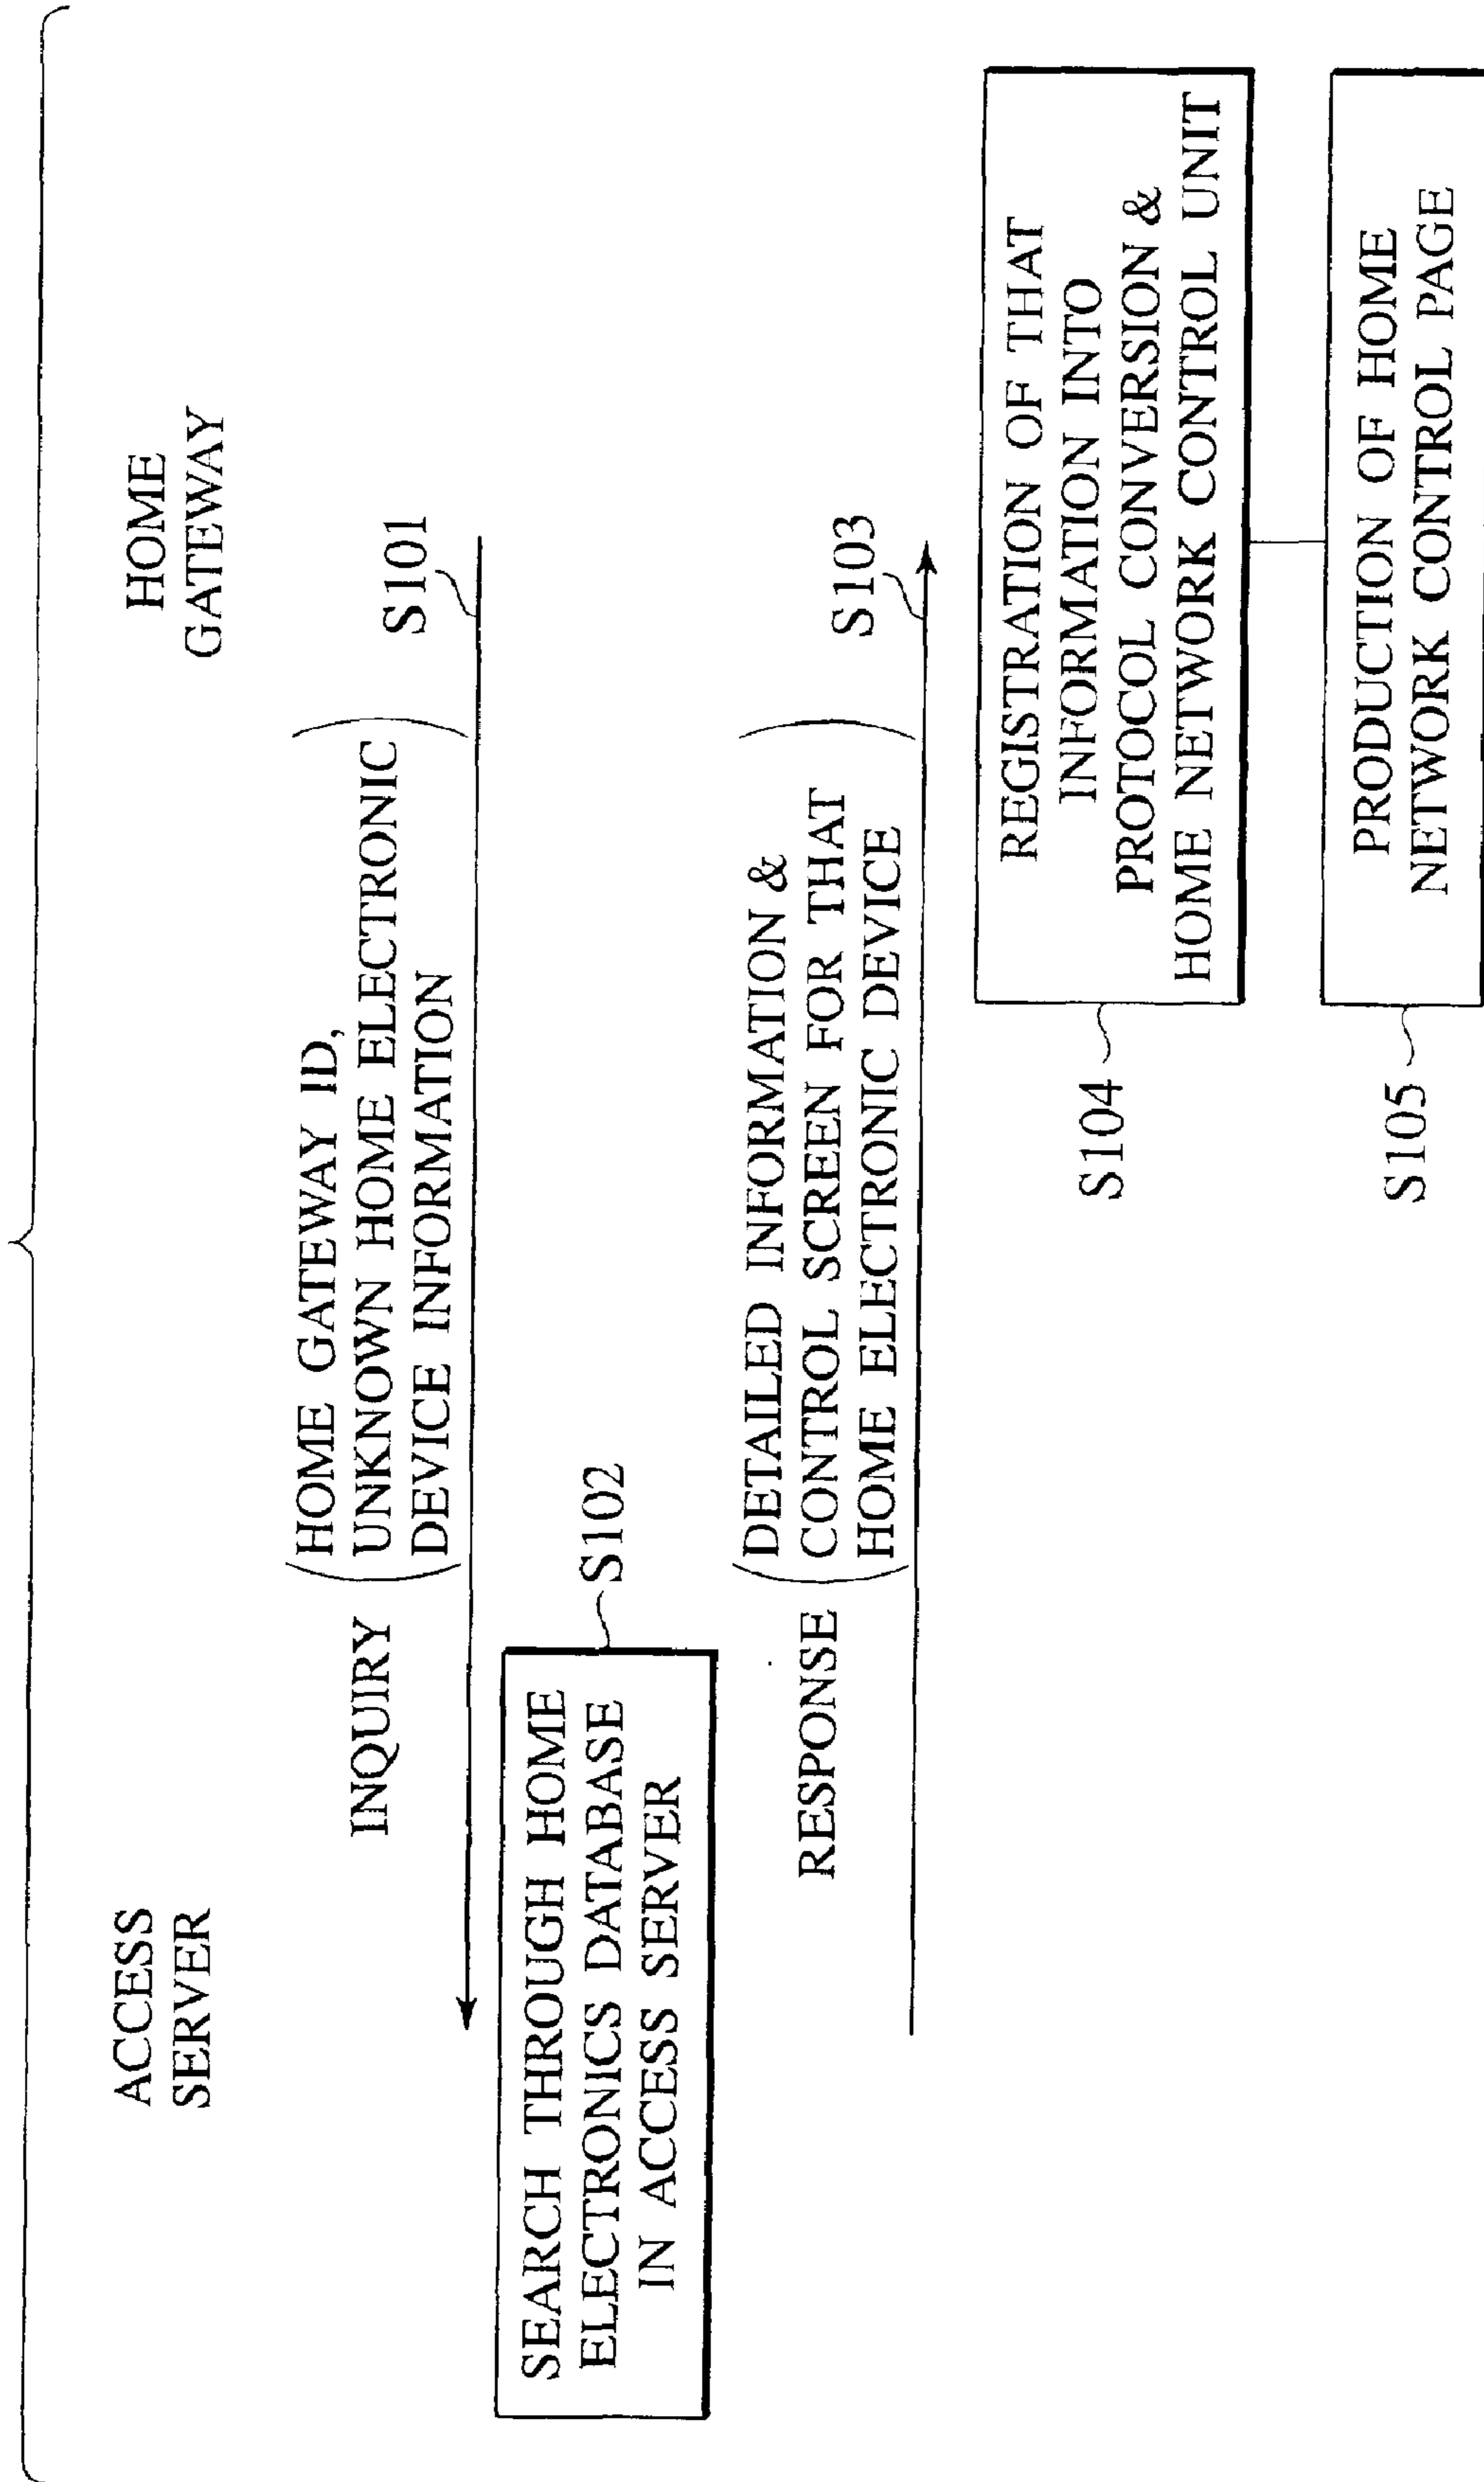 ACCESS
SERVER
HOME
GATEWAY
INQUIRY
HOME GATEWAY ID,
UNKNOWN HOME ELECTRONIC
DEVICE INFORMATION
S101
SEARCH THROUGH HOME
ELECTRONICS DATABASE
IN ACCESS SERVER
S102
RESPONSE
DETAILED INFORMATION &
CONTROL SCREEN FOR THAT
HOME ELECTRONIC DEVICE
S103
S104
REGISTRATION OF THAT
INFORMATION INTO
PROTOCOL CONVERSION &
HOME NETWORK CONTROL UNIT
S105
PRODUCTION OF HOME
NETWORK CONTROL PAGE